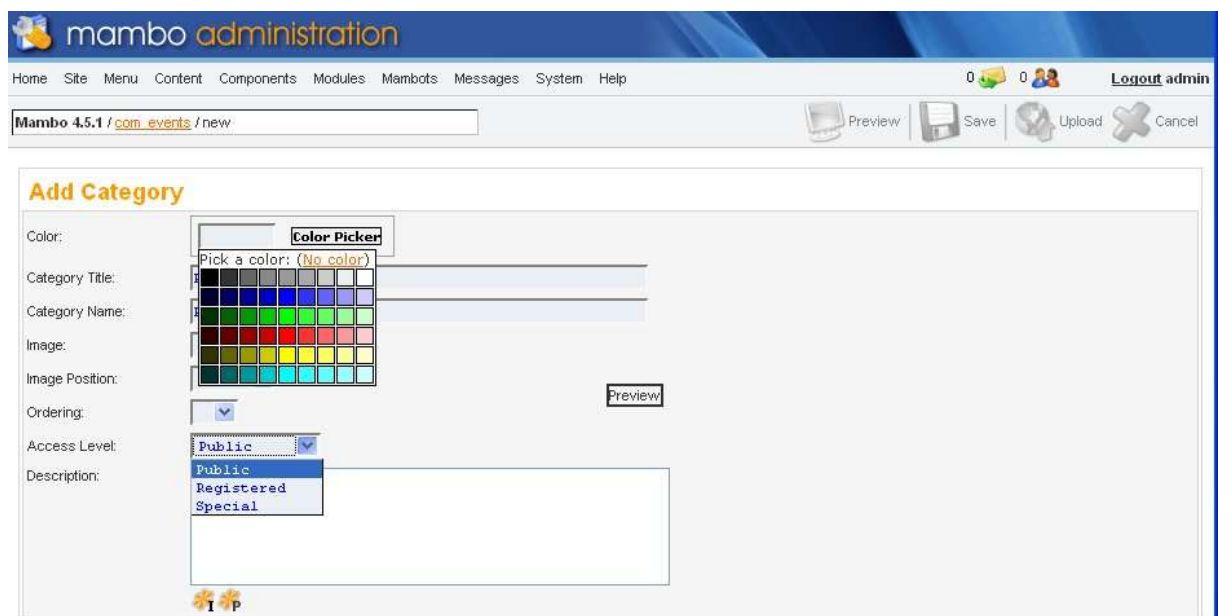 mambo administration
Home Site Menu Content Components Modules Mambots Messages System Help 0 0 Logout admin
Mambo 4.5.1 / com_events / new Preview Save Upload Cancel
Add Category
Color: Color Picker
Pick a color: (No color)
Category Title:
Category Name:
Image:
Image Position:
Preview
Ordering:
Access Level: Public
Public
Description:
Registered
Special
I P